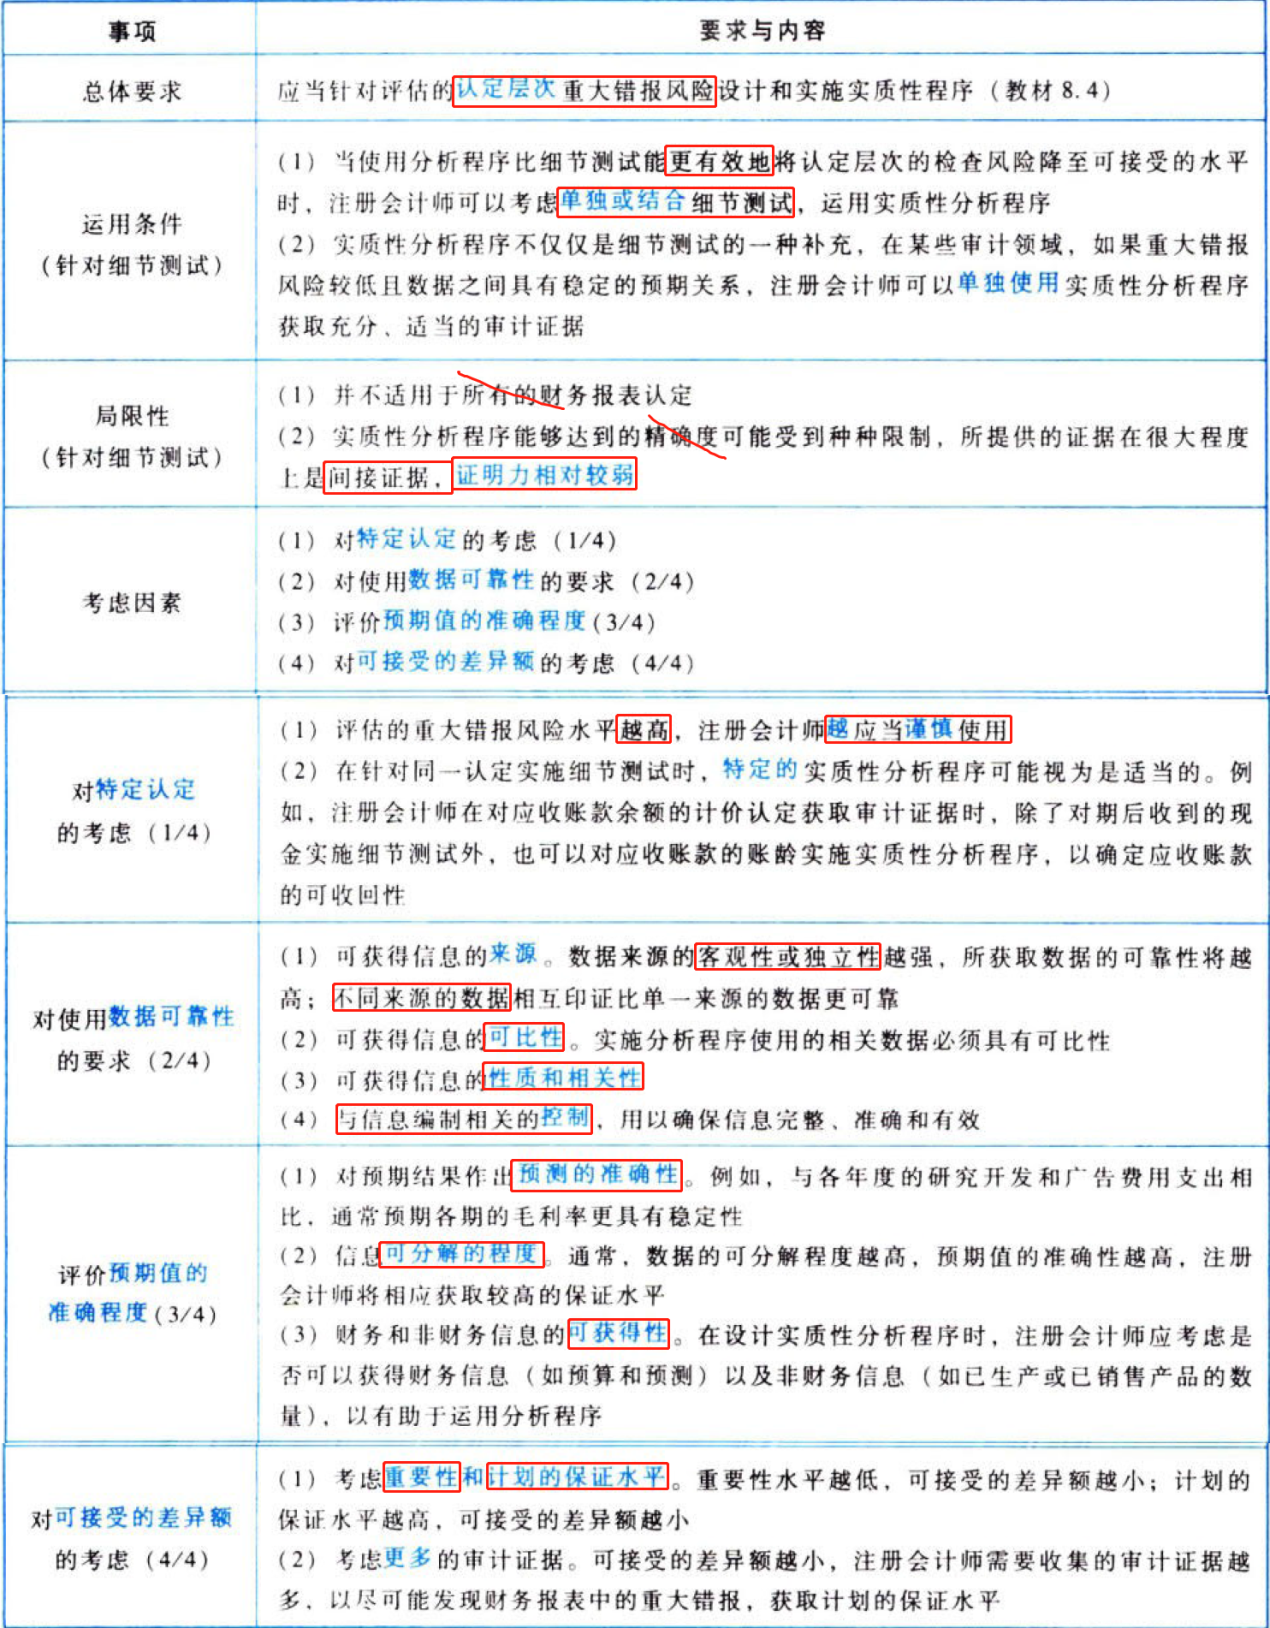 事项 要求与内容
总体要求 应当针对评估的认定层次重大错报风险设计和实施实质性程序（教材 8.4）
运用条件
（针对细节测试）
（1）当使用分析程序比细节测试能更有效地将认定层次的检查风险降至可接受的水平
时，注册会计师可以考虑单独或结合细节测试，运用实质性分析程序
（2）实质性分析程序不仅仅是细节测试的一种补充，在某些审计领域，如果重大错报
风险较低且数据之间具有稳定的预期关系，注册会计师可以单独使用实质性分析程序
获取充分、适当的审计证据
局限性
（针对细节测试）
（1）并不适用于所有的财务报表认定
（2）实质性分析程序能够达到的精确度可能受到种种限制，所提供的证据在很大程度
上是间接证据，证明力相对较弱
考虑因素
（1）对特定认定的考虑（1/4）
（2）对使用数据可靠性的要求（2/4）
（3）评价预期值的准确程度（3/4）
（4）对可接受的差异额的考虑（4/4）
对特定认定
的考虑（1/4）
（1）评估的重大错报风险水平越高，注册会计师越应当谨慎使用
（2）在针对同一认定实施细节测试时，特定的实质性分析程序可能视为是适当的。例
如，注册会计师在对应收账款余额的计价认定获取审计证据时，除了对期后收到的现
金实施细节测试外，也可以对应收账款的账龄实施实质性分析程序，以确定应收账款
的可收回性
对使用数据可靠性
的要求（2/4）
（1）可获得信息的来源。数据来源的客观性或独立性越强，所获取数据的可靠性将越
高；不同来源的数据相互印证比单一来源的数据更可靠
（2）可获得信息的可比性。实施分析程序使用的相关数据必须具有可比性
（3）可获得信息的性质和相关性
（4）与信息编制相关的控制，用以确保信息完整、准确和有效
评价预期值的
准确程度（3/4）
（1）对预期结果作出预测的准确性。例如，与各年度的研究开发和广告费用支出相
比，通常预期各期的毛利率更具有稳定性
（2）信息可分解的程度。通常，数据的可分解程度越高，预期值的准确性越高，注册
会计师将相应获取较高的保证水平
（3）财务和非财务信息的可获得性。在设计实质性分析程序时，注册会计师应考虑是
否可以获得财务信息（如预算和预测）以及非财务信息（如已生产或已销售产品的数
量），以有助于运用分析程序
对可接受的差异额
的考虑（4/4）
（1）考虑重要性和计划的保证水平。重要性水平越低，可接受的差异额越小；计划的
保证水平越高，可接受的差异额越小
（2）考虑更多的审计证据。可接受的差异额越小，注册会计师需要收集的审计证据越
多，以尽可能发现财务报表中的重大错报，获取计划的保证水平